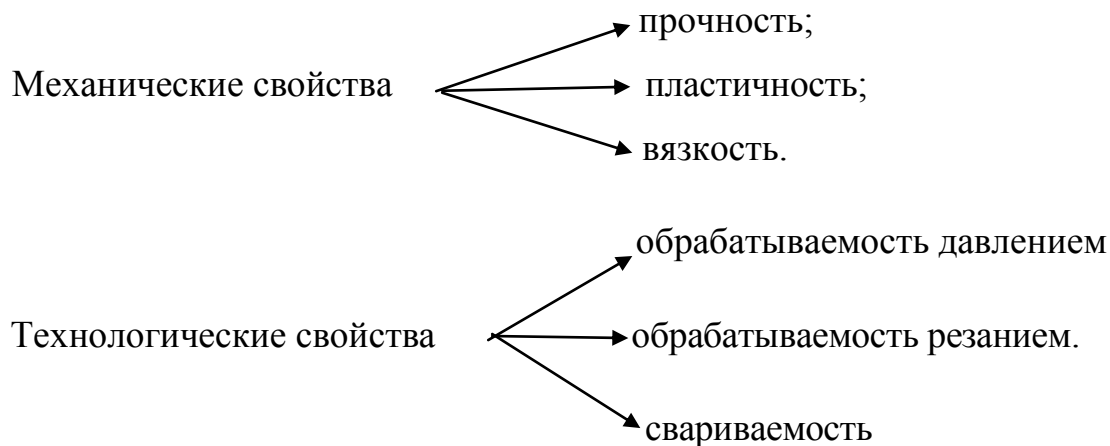 прочность;
Механические свойства
пластичность;
вязкость.
обрабатываемость давлением
Технологические свойства
обрабатываемость резанием.
свариваемость